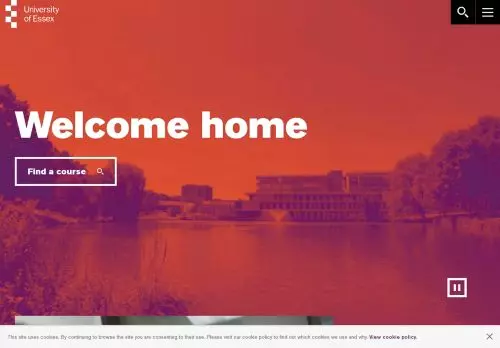 University
of Essex
Welcome home
Find a course
This site uses cookies. By continuing to browse the site you are consenting to their use. Please visit our cookie policy to find out which cookies we use and why. View cookie policy.